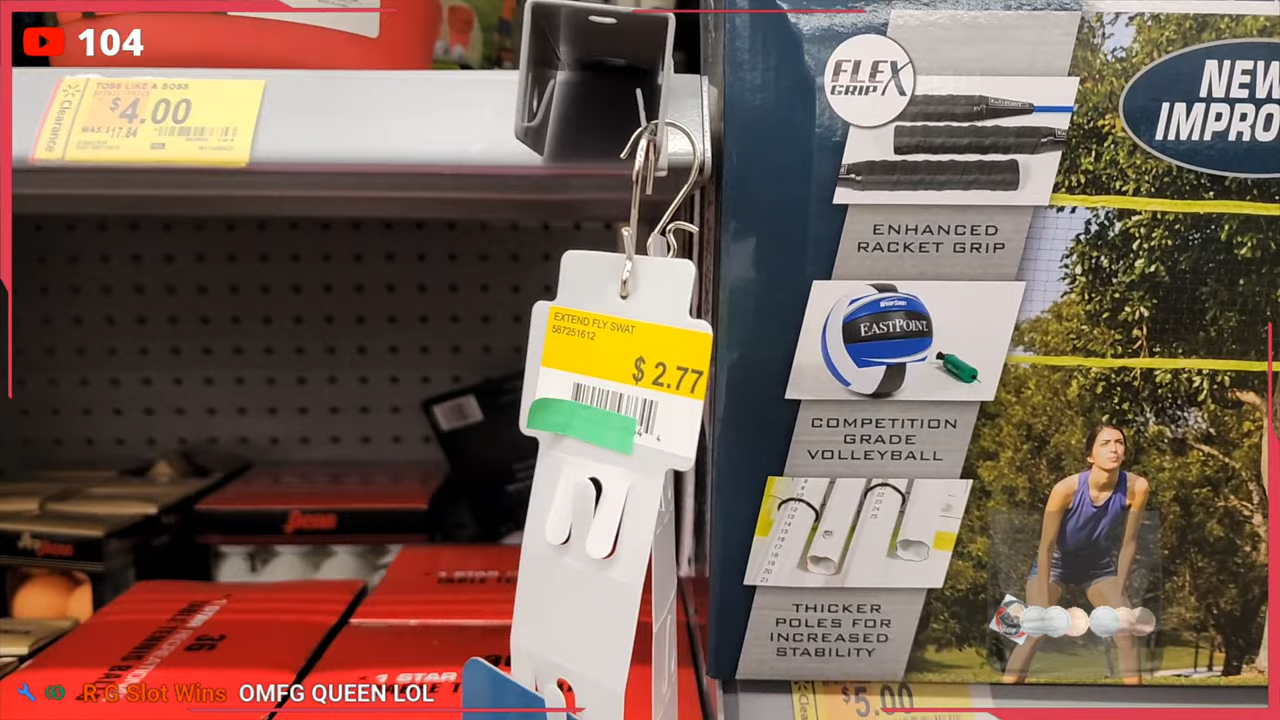 104
TOSS LIKE A BOSS
$4.00
WAS: $17.84
Clearance
FLEX
GRIP
NEW
IMPRO
ENHANCED
RACKET GRIP
EXTEND FLY SWAT
587251612
$ 2.77
EASTPOINT
COMPETITION
GRADE
VOLLEYBALL
THICKER
POLES FOR
INCREASED
STABILITY
36
1 STAR
R G Slot Wins OMFG QUEEN LOL
$5.00